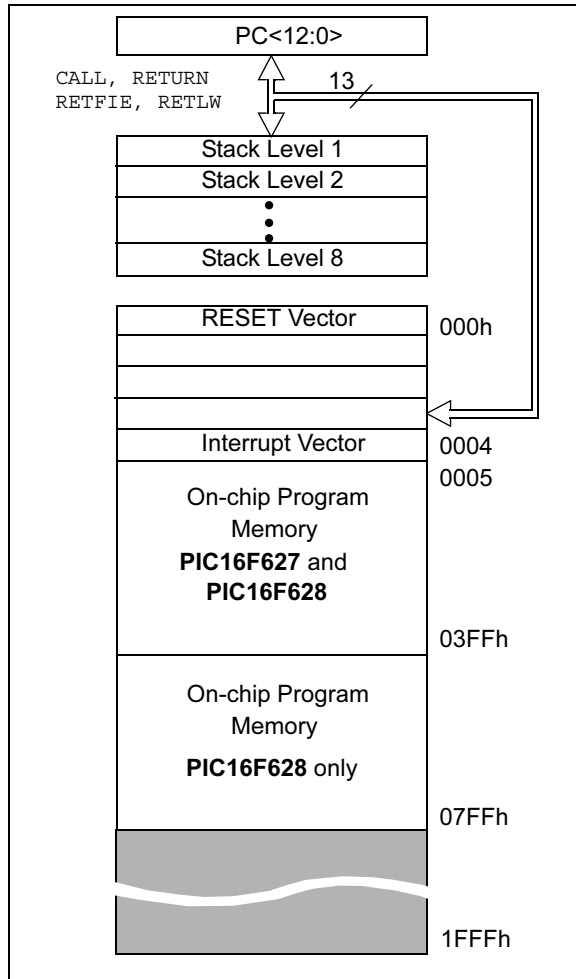 PC<12:0>
CALL, RETURN
RETFIE, RETLW
13
Stack Level 1
Stack Level 2
Stack Level 8
RESET Vector
000h
Interrupt Vector
0004
0005
On-chip Program
Memory
PIC16F627 and
PIC16F628
03FFh
On-chip Program
Memory
PIC16F628 only
07FFh
1FFFh